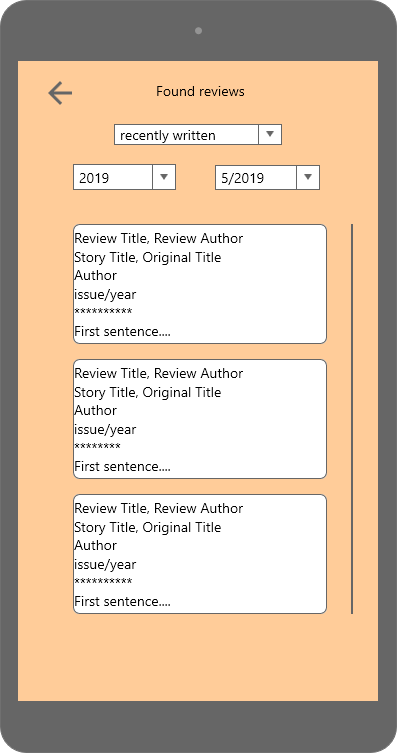 Found reviews
recently written
2019 5/2019
Review Title, Review Author
Story Title, Original Title
Author
issue/year
**********
First sentence....
Review Title, Review Author
Story Title, Original Title
Author
issue/year
********
First sentence....
Review Title, Review Author
Story Title, Original Title
Author
issue/year
**********
First sentence....